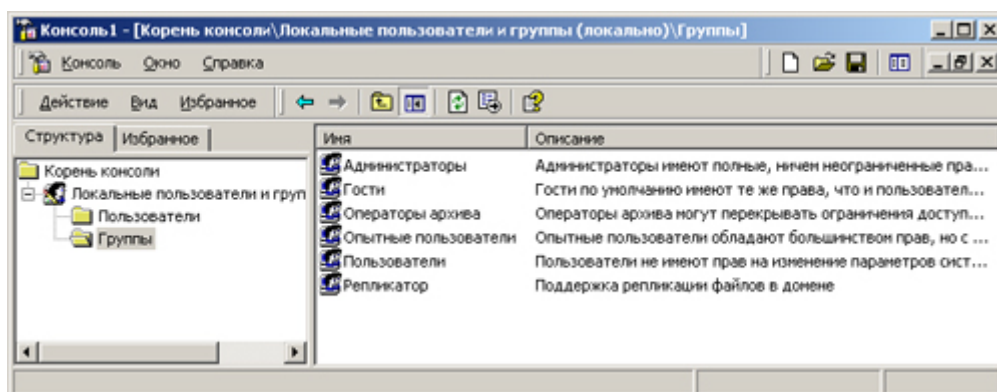 Консоль1 - [Корень консоли\Локальные пользователи и группы (локально)\Группы]
Консоль Окно Справка
Действие Вид Избранное
Структура Избранное Имя Описание
Корень консоли
Локальные пользователи и груп
Пользователи
Группы
Администраторы Администраторы имеют полные, ничем неограниченные пра...
Гости Гости по умолчанию имеют те же права, что и пользовател...
Операторы архива Операторы архива могут перекрывать ограничения доступ...
Опытные пользователи Опытные пользователи обладают большинством прав, но с ...
Пользователи Пользователи не имеют прав на изменение параметров сист...
Репликатор Поддержка репликации файлов в домене